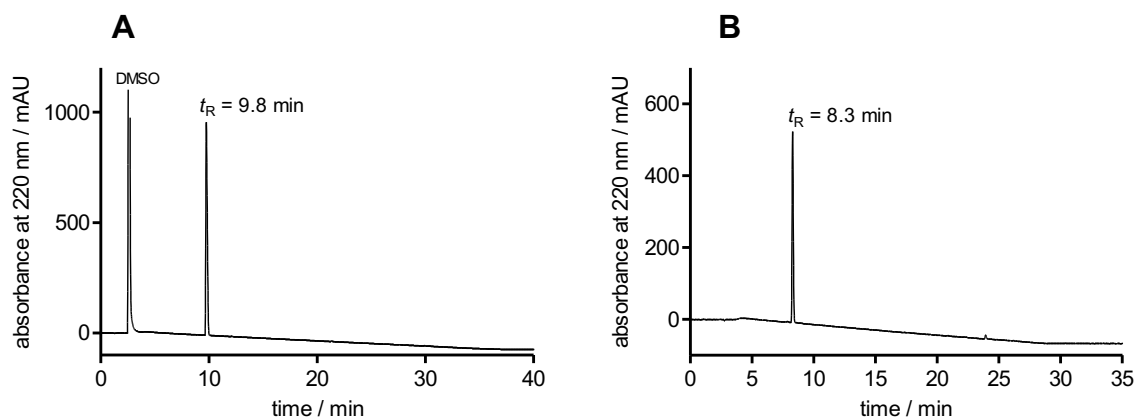 A
DMSO
tR = 9.8 min
1000
500
0
absorbance at 220 nm / mAU
0 10 20 30 40
time / min
B
tR = 8.3 min
600
400
200
0
absorbance at 220 nm / mAU
0 5 10 15 20 25 30 35
time / min